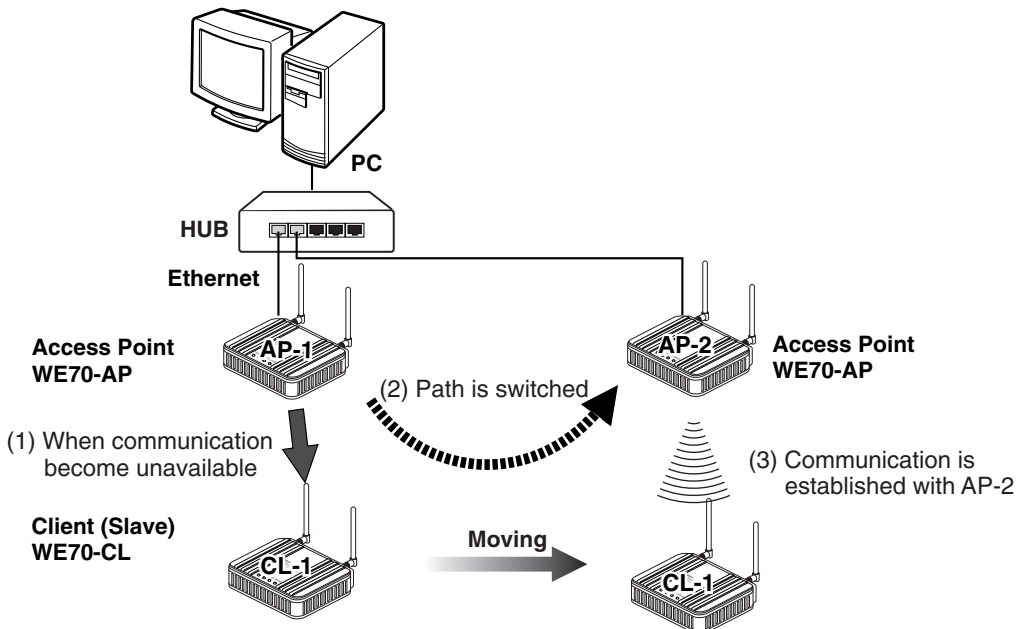 PC
HUB
Ethernet
Access Point
WE70-AP
AP-1
AP-2
Access Point
WE70-AP
(2) Path is switched
(1) When communication
become unavailable
(3) Communication is
established with AP-2
Client (Slave)
WE70-CL
Moving
CL-1
CL-1